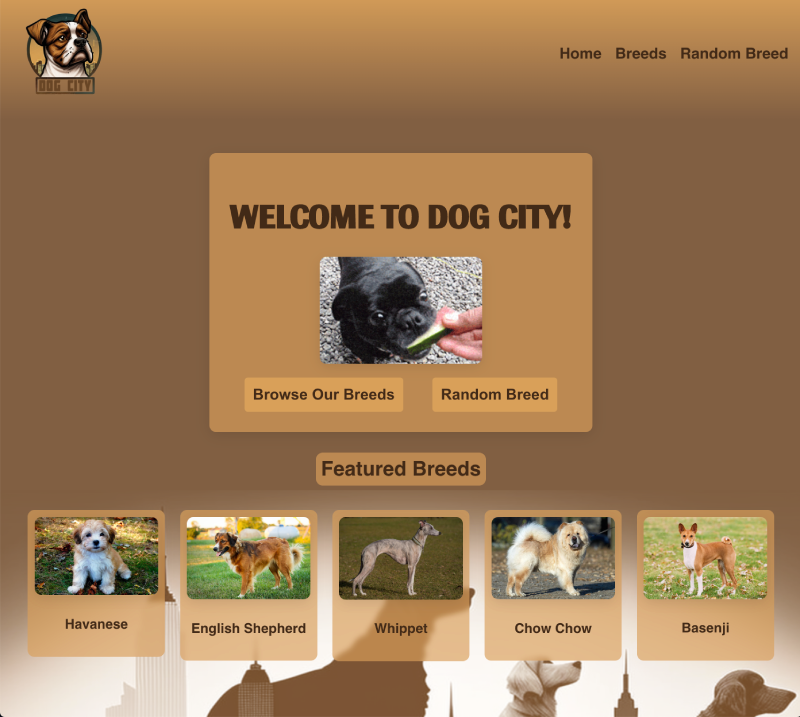 DOG CITY
Home Breeds Random Breed
WELCOME TO DOG CITY!
Browse Our Breeds Random Breed
Featured Breeds
Havanese English Shepherd Whippet Chow Chow Basenji